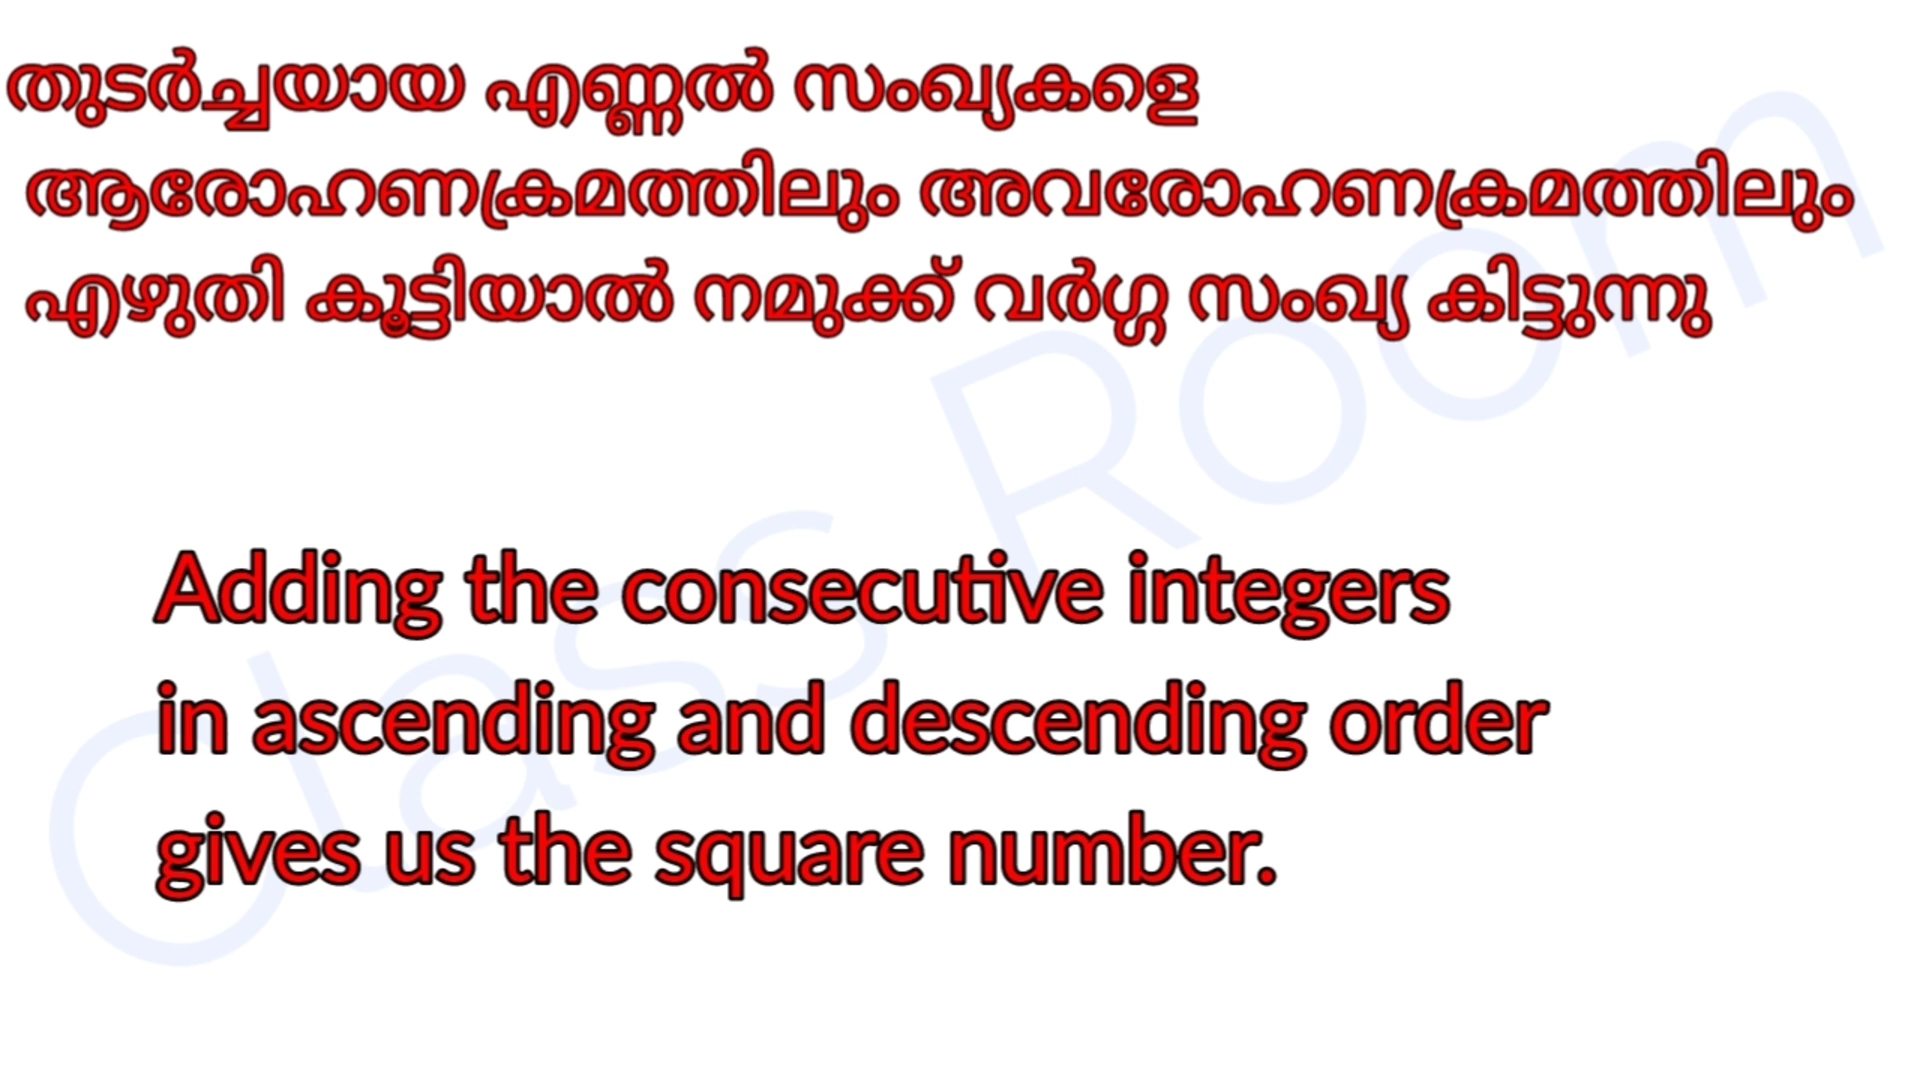 തുടർച്ചയായ എണ്ണൽ സംഖ്യകളെ
ആരോഹണക്രമത്തിലും അവരോഹണക്രമത്തിലും
എഴുതി കൂട്ടിയാൽ നമുക്ക് വർഗ്ഗ സംഖ്യ കിട്ടുന്നു
Adding the consecutive integers
in ascending and descending order
gives us the square number.
Class Room